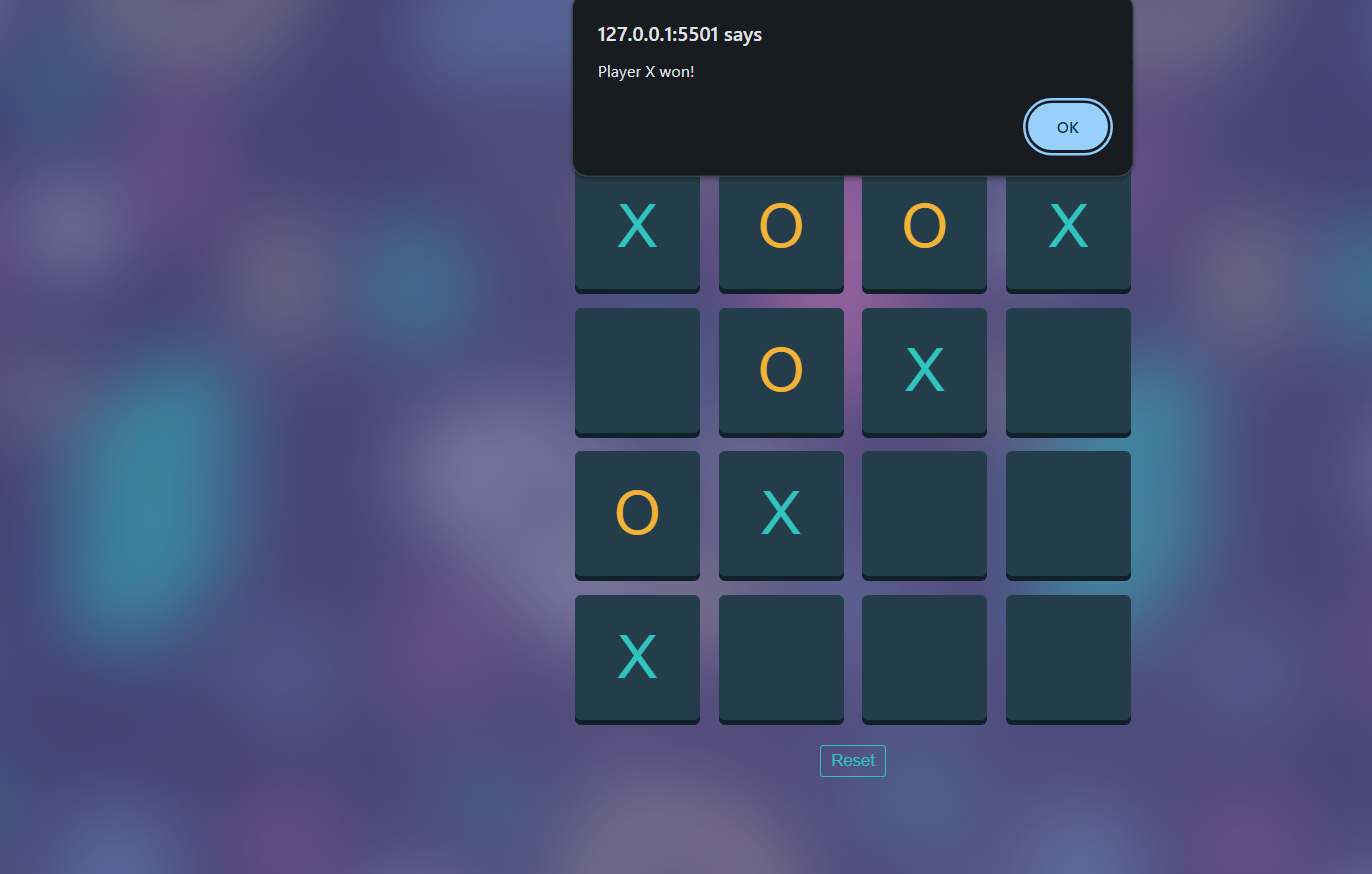 127.0.0.1:5501 says
Player X won!
OK
X O O X
O X
O X
X
Reset